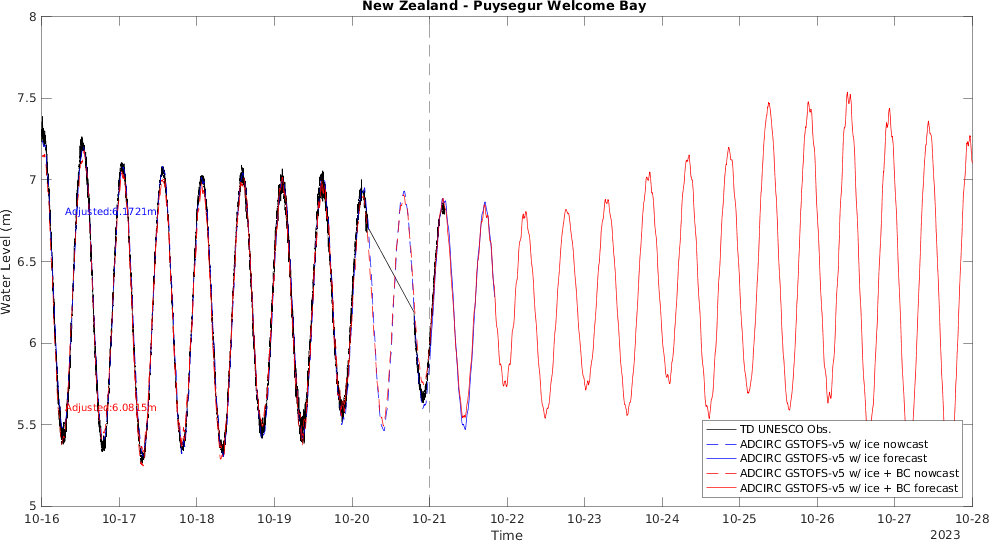 New Zealand - Puysegur Welcome Bay
Water Level (m)
8
7.5
7
6.5
6
5.5
5
Adjusted:6.1721m
Adjusted:6.0815m
TD UNESCO Obs.
ADCIRC GSTOFS-v5 w/ ice nowcast
ADCIRC GSTOFS-v5 w/ ice forecast
ADCIRC GSTOFS-v5 w/ ice + BC nowcast
ADCIRC GSTOFS-v5 w/ ice + BC forecast
10-16 10-17 10-18 10-19 10-20 10-21 10-22 10-23 10-24 10-25 10-26 10-27 10-28
Time
2023